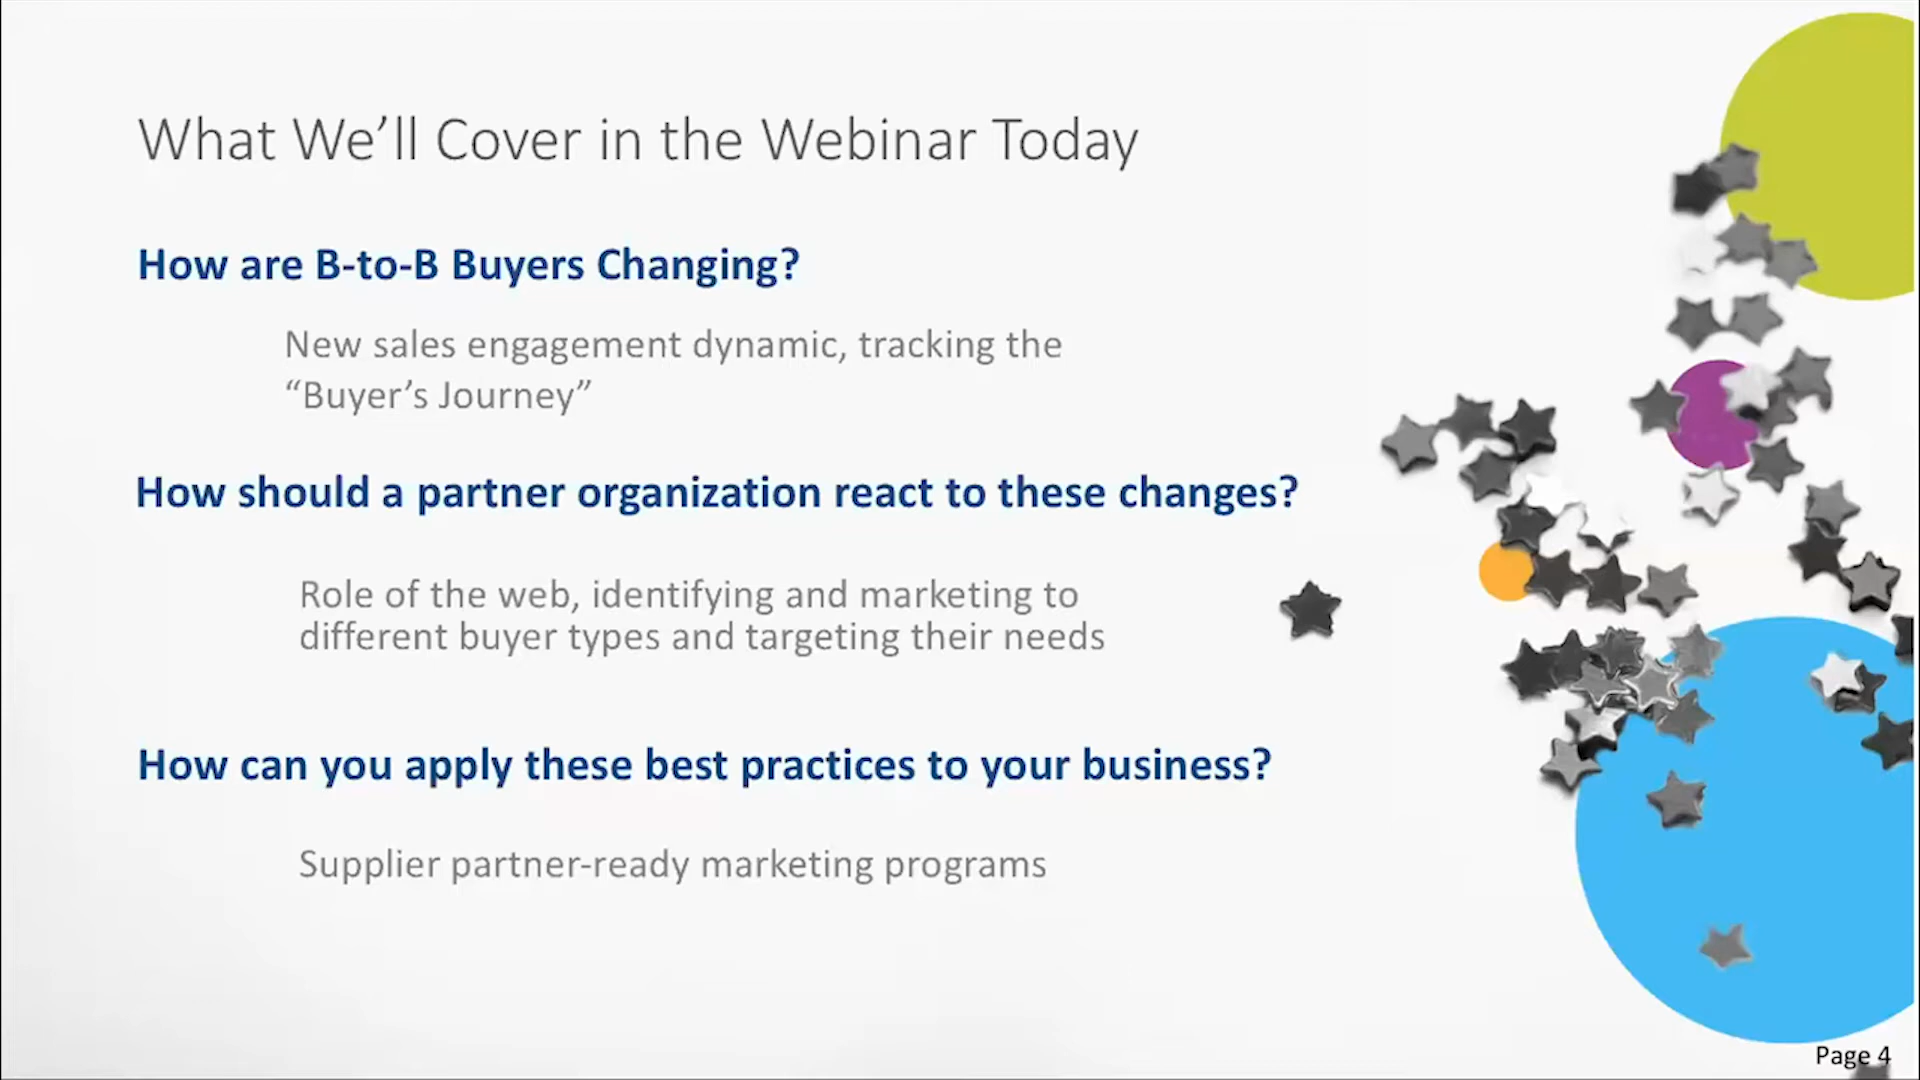 What We’ll Cover in the Webinar Today
How are B-to-B Buyers Changing?
New sales engagement dynamic, tracking the
“Buyer’s Journey”
How should a partner organization react to these changes?
Role of the web, identifying and marketing to
different buyer types and targeting their needs
How can you apply these best practices to your business?
Supplier partner-ready marketing programs
Page 4